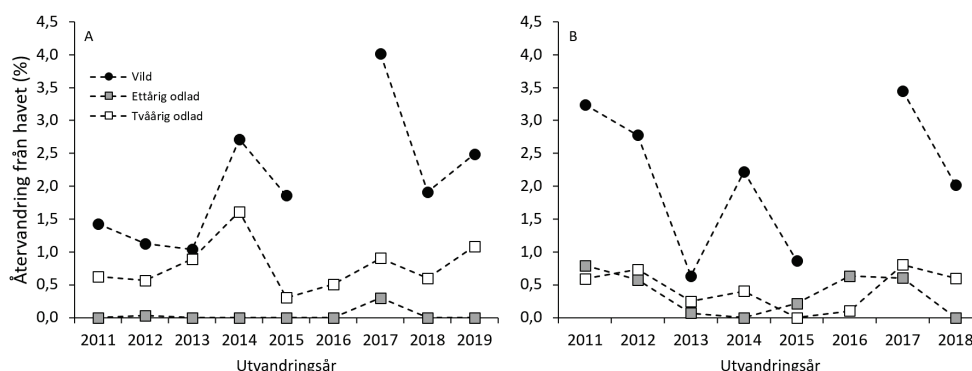 A
B
Återvandring från havet (%)
4,5
4,0
3,5
3,0
2,5
2,0
1,5
1,0
0,5
0,0
Vild
Ettårig odlad
Tvåårig odlad
2011 2012 2013 2014 2015 2016 2017 2018 2019
Utvandringsår
4,5
4,0
3,5
3,0
2,5
2,0
1,5
1,0
0,5
0,0
2011 2012 2013 2014 2015 2016 2017 2018
Utvandringsår